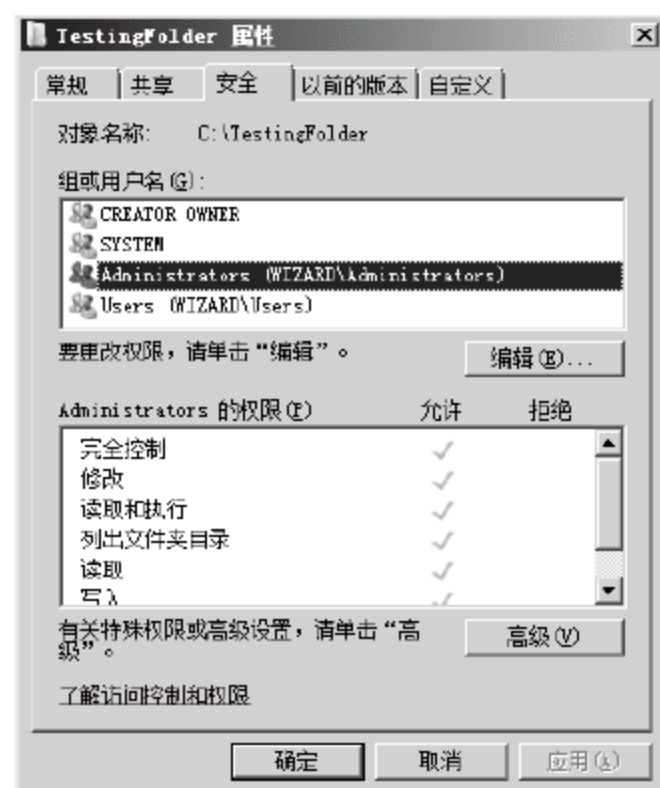 TestingFolder 属性
常规 共享 安全 以前的版本 自定义
对象名称: C:\TestingFolder
组或用户名(G):
CREATOR OWNER
SYSTEM
Administrators (WIZARD\Administrators)
Users (WIZARD\Users)
要更改权限，请单击“编辑”。 编辑(E)...
Administrators 的权限(P) 允许 拒绝
完全控制
修改
读取和执行
列出文件夹目录
读取
写入
有关特殊权限或高级设置，请单击“高
级”。 高级(V)
了解访问控制和权限
确定 取消 应用(A)